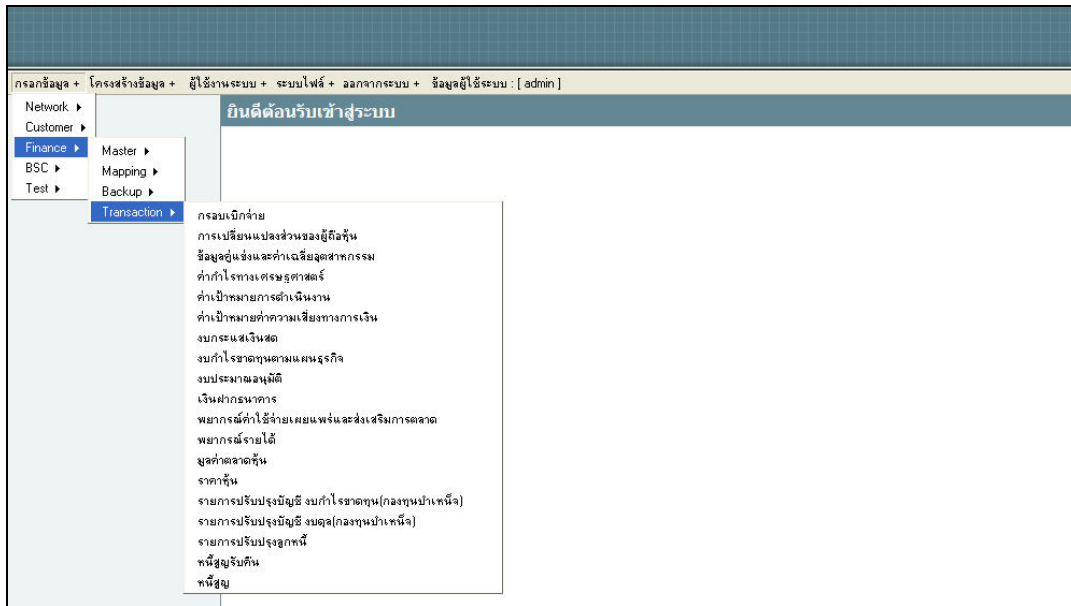 กรอกข้อมูล + โครงสร้างข้อมูล + ผู้ใช้งานระบบ + ระบบไฟล์ + ออกจากระบบ + ข้อมูลผู้ใช้ระบบ : [ admin ]
ยินดีต้อนรับเข้าสู่ระบบ
Network
Customer
Finance
BSC
Test
Master
Mapping
Backup
Transaction
กรอบเบิกจ่าย
การเปลี่ยนแปลงส่วนของผู้ถือหุ้น
ข้อมูลคู่แข่งและค่าเฉลี่ยอุตสาหกรรม
ค่ากำไรทางเศรษฐศาสตร์
ค่าเป้าหมายการดำเนินงาน
ค่าเป้าหมายค่าความเสี่ยงทางการเงิน
งบกระแสเงินสด
งบกำไรขาดทุนตามแผนธุรกิจ
งบประมาณอนุมัติ
เงินฝากธนาคาร
พยากรณ์ค่าใช้จ่ายเผยแพร่และส่งเสริมการตลาด
พยากรณ์รายได้
มูลค่าตลาดหุ้น
ราคาหุ้น
รายการปรับปรุงบัญชี งบกำไรขาดทุน(กองทุนบำเหน็จ)
รายการปรับปรุงบัญชี งบดุล(กองทุนบำเหน็จ)
รายการปรับปรุงลูกหนี้
หนี้สูญรับคืน
หนี้สูญ